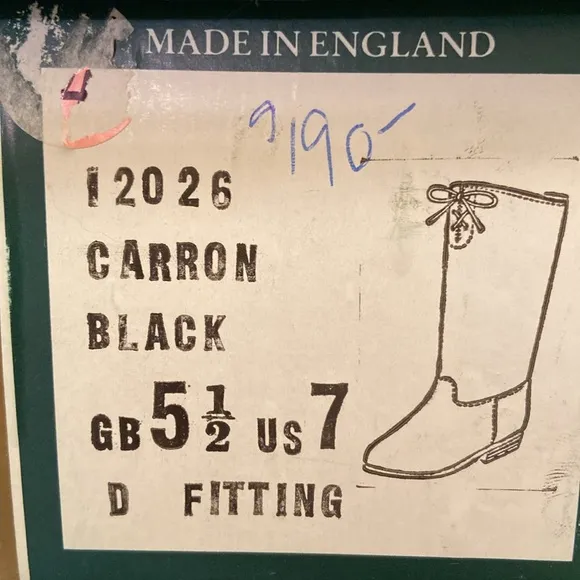 MADE IN ENGLAND
190-
12026
CARRON
BLACK
GB 5½ US 7
D FITTING